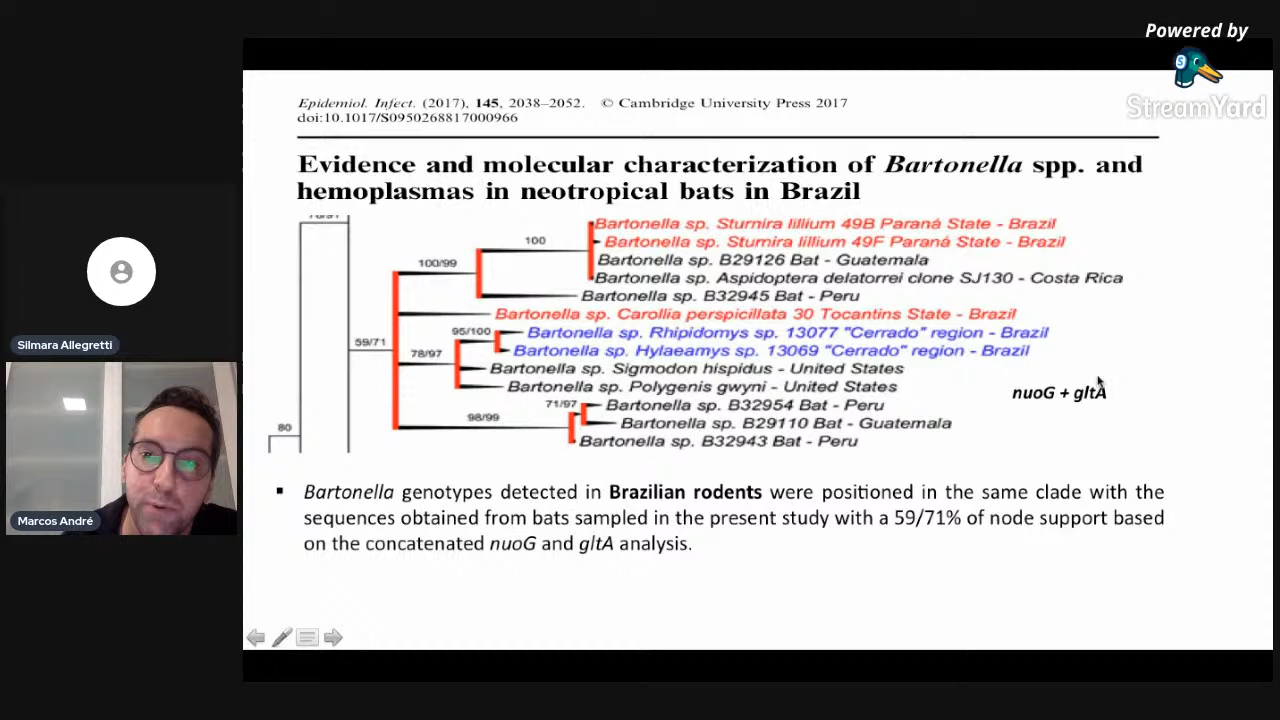 Powered by
StreamYard
Epidemiol. Infect. (2017), 145, 2038–2052. © Cambridge University Press 2017
doi:10.1017/S0950268817000966
Evidence and molecular characterization of Bartonella spp. and
hemoplasmas in neotropical bats in Brazil
Bartonella sp. Sturnira lillium 49B Paraná State - Brazil
100
Bartonella sp. Sturnira lillium 49F Paraná State - Brazil
Bartonella sp. B29126 Bat - Guatemala
100/99
Bartonella sp. Aspidoptera delatorrei clone SJ130 - Costa Rica
Bartonella sp. B32945 Bat - Peru
Bartonella sp. Carollia perspicillata 30 Tocantins State - Brazil
95/100
Bartonella sp. Rhipidomys sp. 13077 "Cerrado" region - Brazil
59/71
78/97
Bartonella sp. Hylaeamys sp. 13069 "Cerrado" region - Brazil
Bartonella sp. Sigmodon hispidus - United States
Bartonella sp. Polygenis gwyni - United States
nuoG + gltA
71/97
Bartonella sp. B32954 Bat - Peru
98/99
Bartonella sp. B29110 Bat - Guatemala
80
Bartonella sp. B32943 Bat - Peru
▪ Bartonella genotypes detected in Brazilian rodents were positioned in the same clade with the
sequences obtained from bats sampled in the present study with a 59/71% of node support based
on the concatenated nuoG and gltA analysis.
Silmara Allegretti
Marcos André